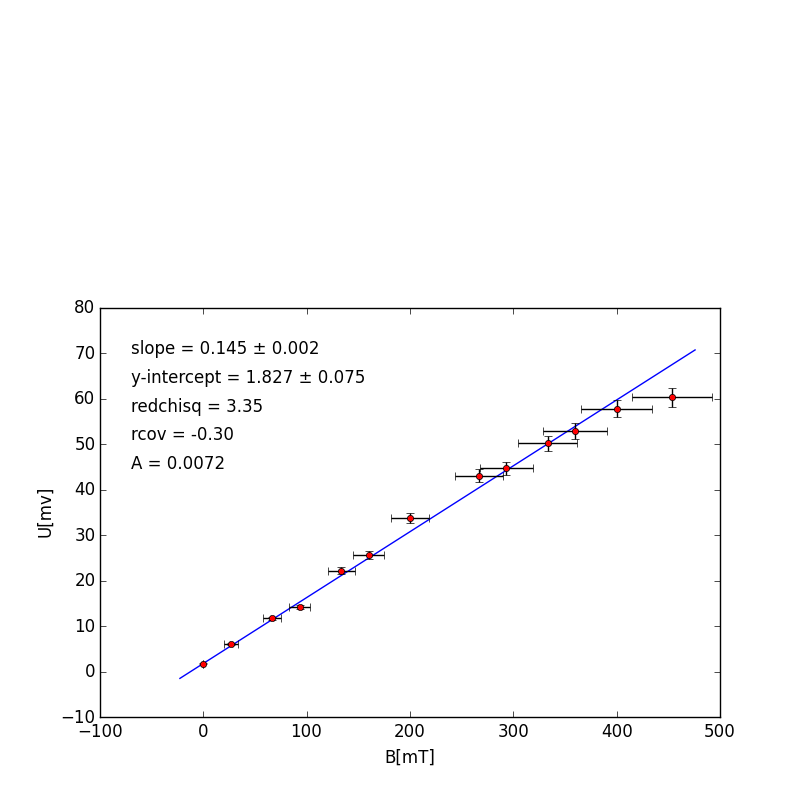 80
70
60
50
40
30
20
10
0
−10
U[mv]
slope = 0.145 ± 0.002
y-intercept = 1.827 ± 0.075
redchisq = 3.35
rcov = -0.30
A = 0.0072
−100 0 100 200 300 400 500
B[mT]